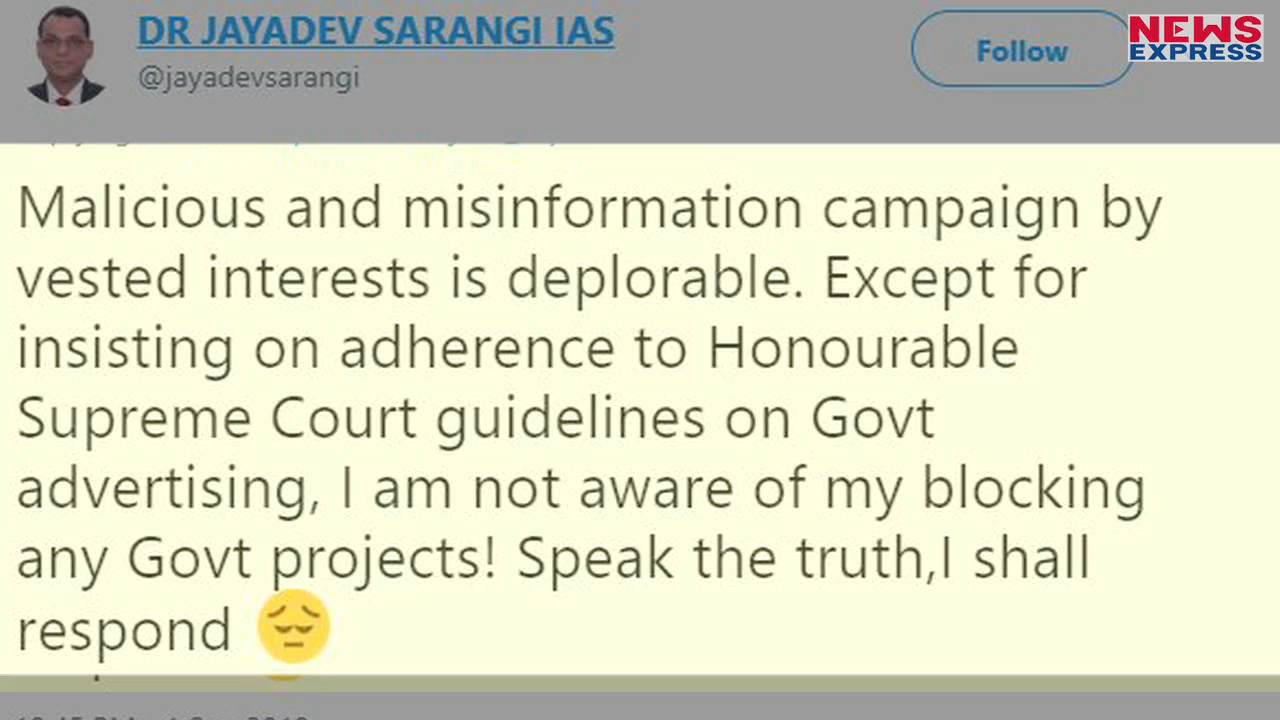 DR JAYADEV SARANGI IAS
@jayadevsarangi
Follow
NEWS
EXPRESS
Malicious and misinformation campaign by
vested interests is deplorable. Except for
insisting on adherence to Honourable
Supreme Court guidelines on Govt
advertising, I am not aware of my blocking
any Govt projects! Speak the truth,I shall
respond 😔